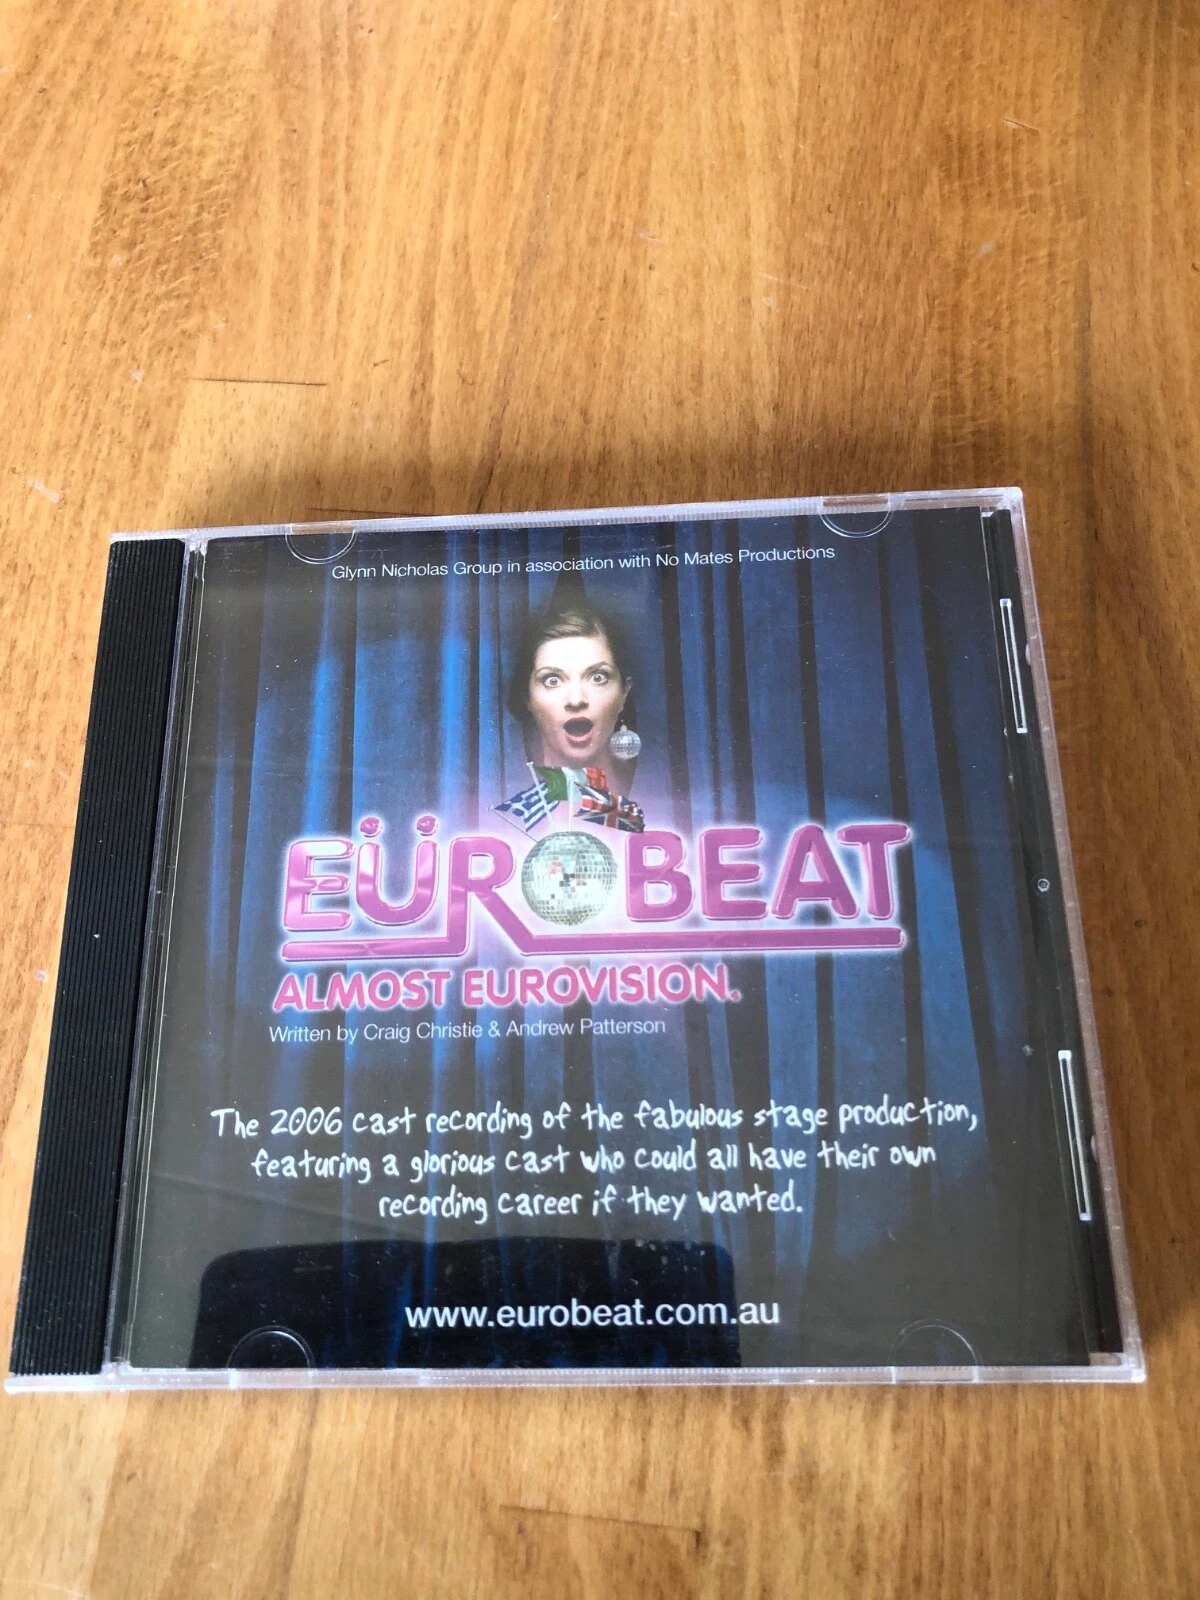 Glynn Nicholas Group in association with No Mates Productions
EÜROBEAT
ALMOST EUROVISION.
Written by Craig Christie & Andrew Patterson
The 2006 cast recording of the fabulous stage production,
featuring a glorious cast who could all have their own
recording career if they wanted.
www.eurobeat.com.au